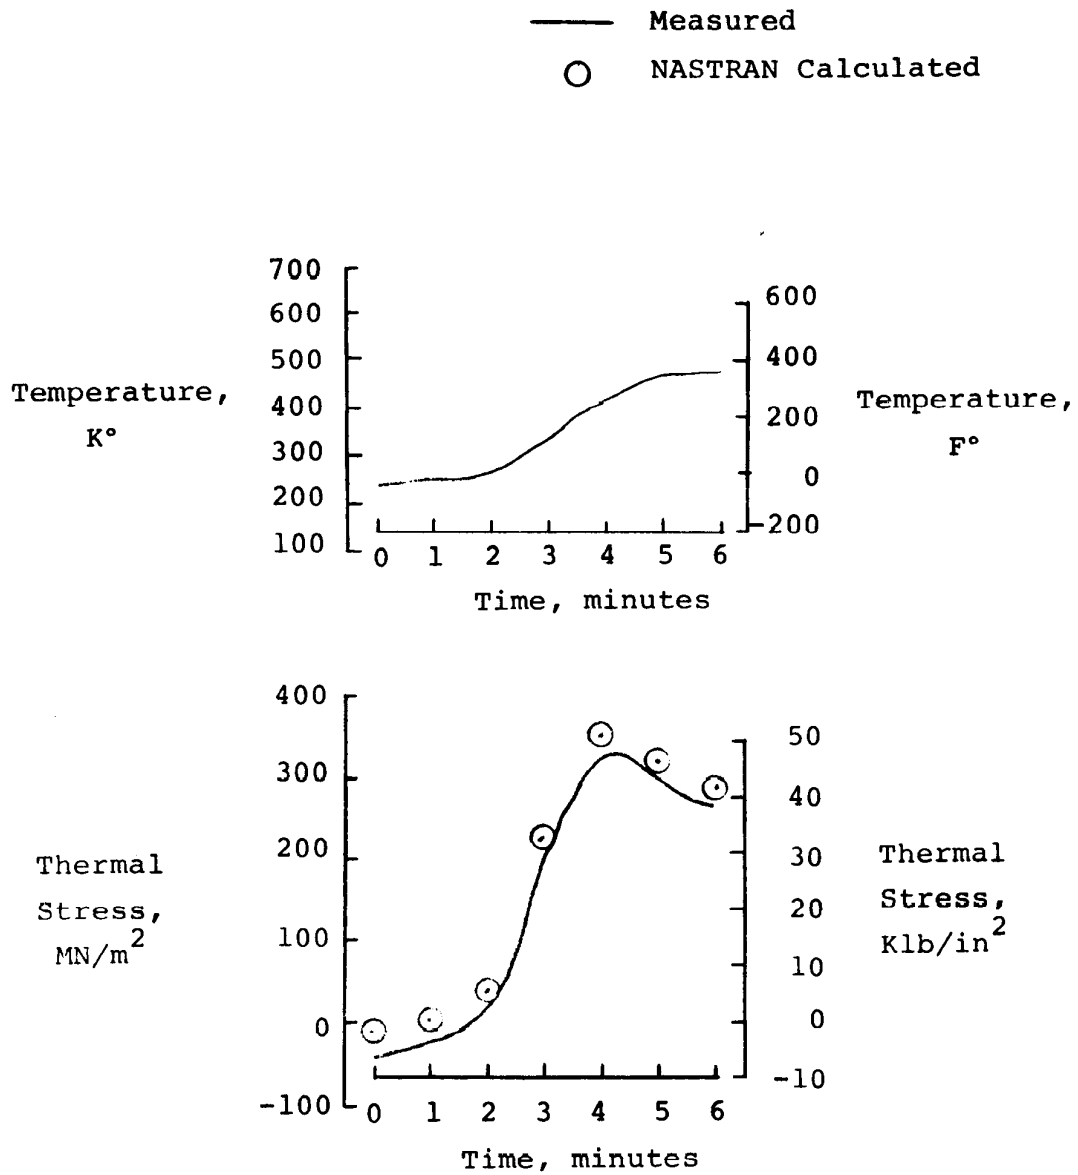 Measured
NASTRAN Calculated
700
600
500
400
300
200
100
Temperature,
K°
600
400
200
0
-200
Temperature,
F°
0 1 2 3 4 5 6
Time, minutes
400
300
200
100
0
-100
Thermal
Stress,
MN/m²
50
40
30
20
10
0
-10
Thermal
Stress,
Klb/in²
0 1 2 3 4 5 6
Time, minutes